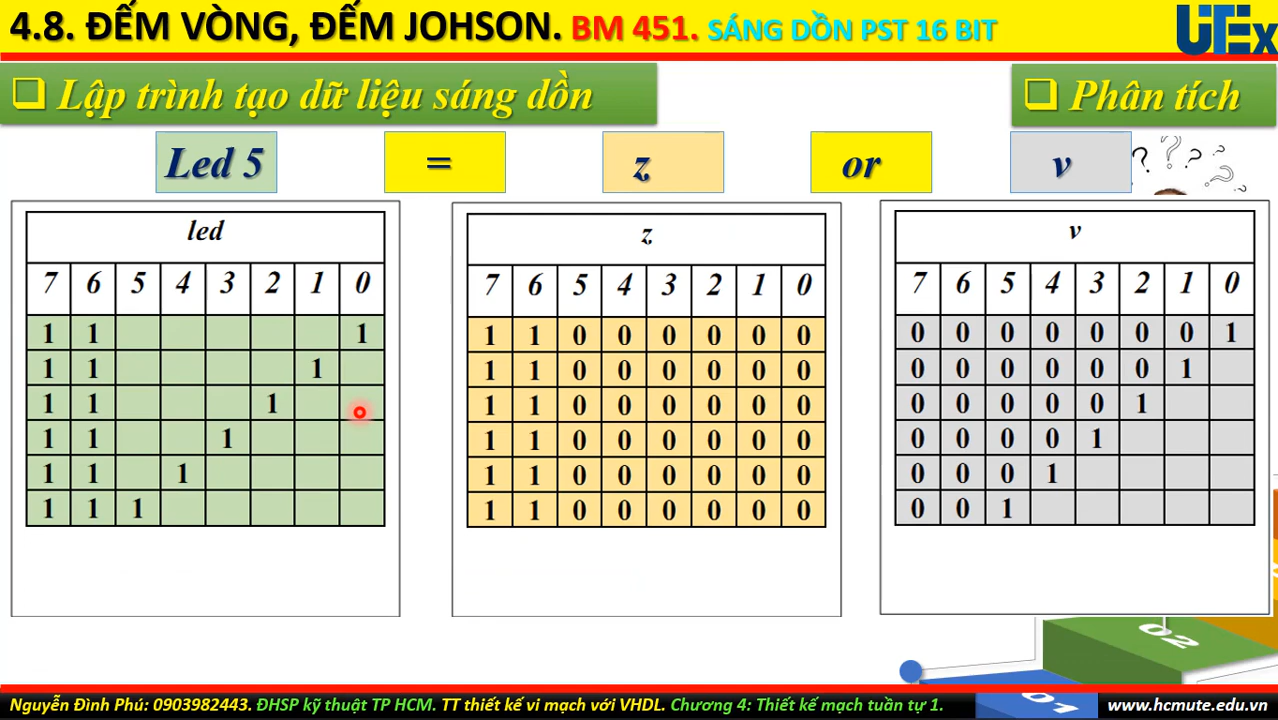 4.8. ĐẾM VÒNG, ĐẾM JOHSON. BM 451. SÁNG DỒN PST 16 BIT
UTEx
Lập trình tạo dữ liệu sáng dồn
Phân tích
Led 5 = z or v
led
7 6 5 4 3 2 1 0
1 1 1
1 1 1
1 1 1
1 1 1
1 1 1
1 1 1
z
7 6 5 4 3 2 1 0
1 1 0 0 0 0 0 0
1 1 0 0 0 0 0 0
1 1 0 0 0 0 0 0
1 1 0 0 0 0 0 0
1 1 0 0 0 0 0 0
1 1 0 0 0 0 0 0
v
7 6 5 4 3 2 1 0
0 0 0 0 0 0 0 1
0 0 0 0 0 0 1
0 0 0 0 0 1
0 0 0 0 1
0 0 0 1
0 0 1
02
01
Nguyễn Đình Phú: 0903982443. ĐHSP kỹ thuật TP HCM. TT thiết kế vi mạch với VHDL. Chương 4: Thiết kế mạch tuần tự 1.
www.hcmute.edu.vn